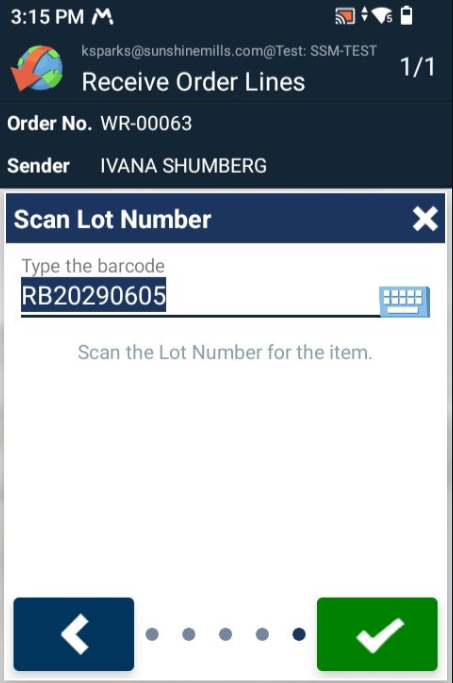 3:15 PM
ksparks@sunshinemills.com@Test: SSM-TEST
Receive Order Lines
1/1
Order No. WR-00063
Sender IVANA SHUMBERG
Scan Lot Number
Type the barcode
RB20290605
Scan the Lot Number for the item.